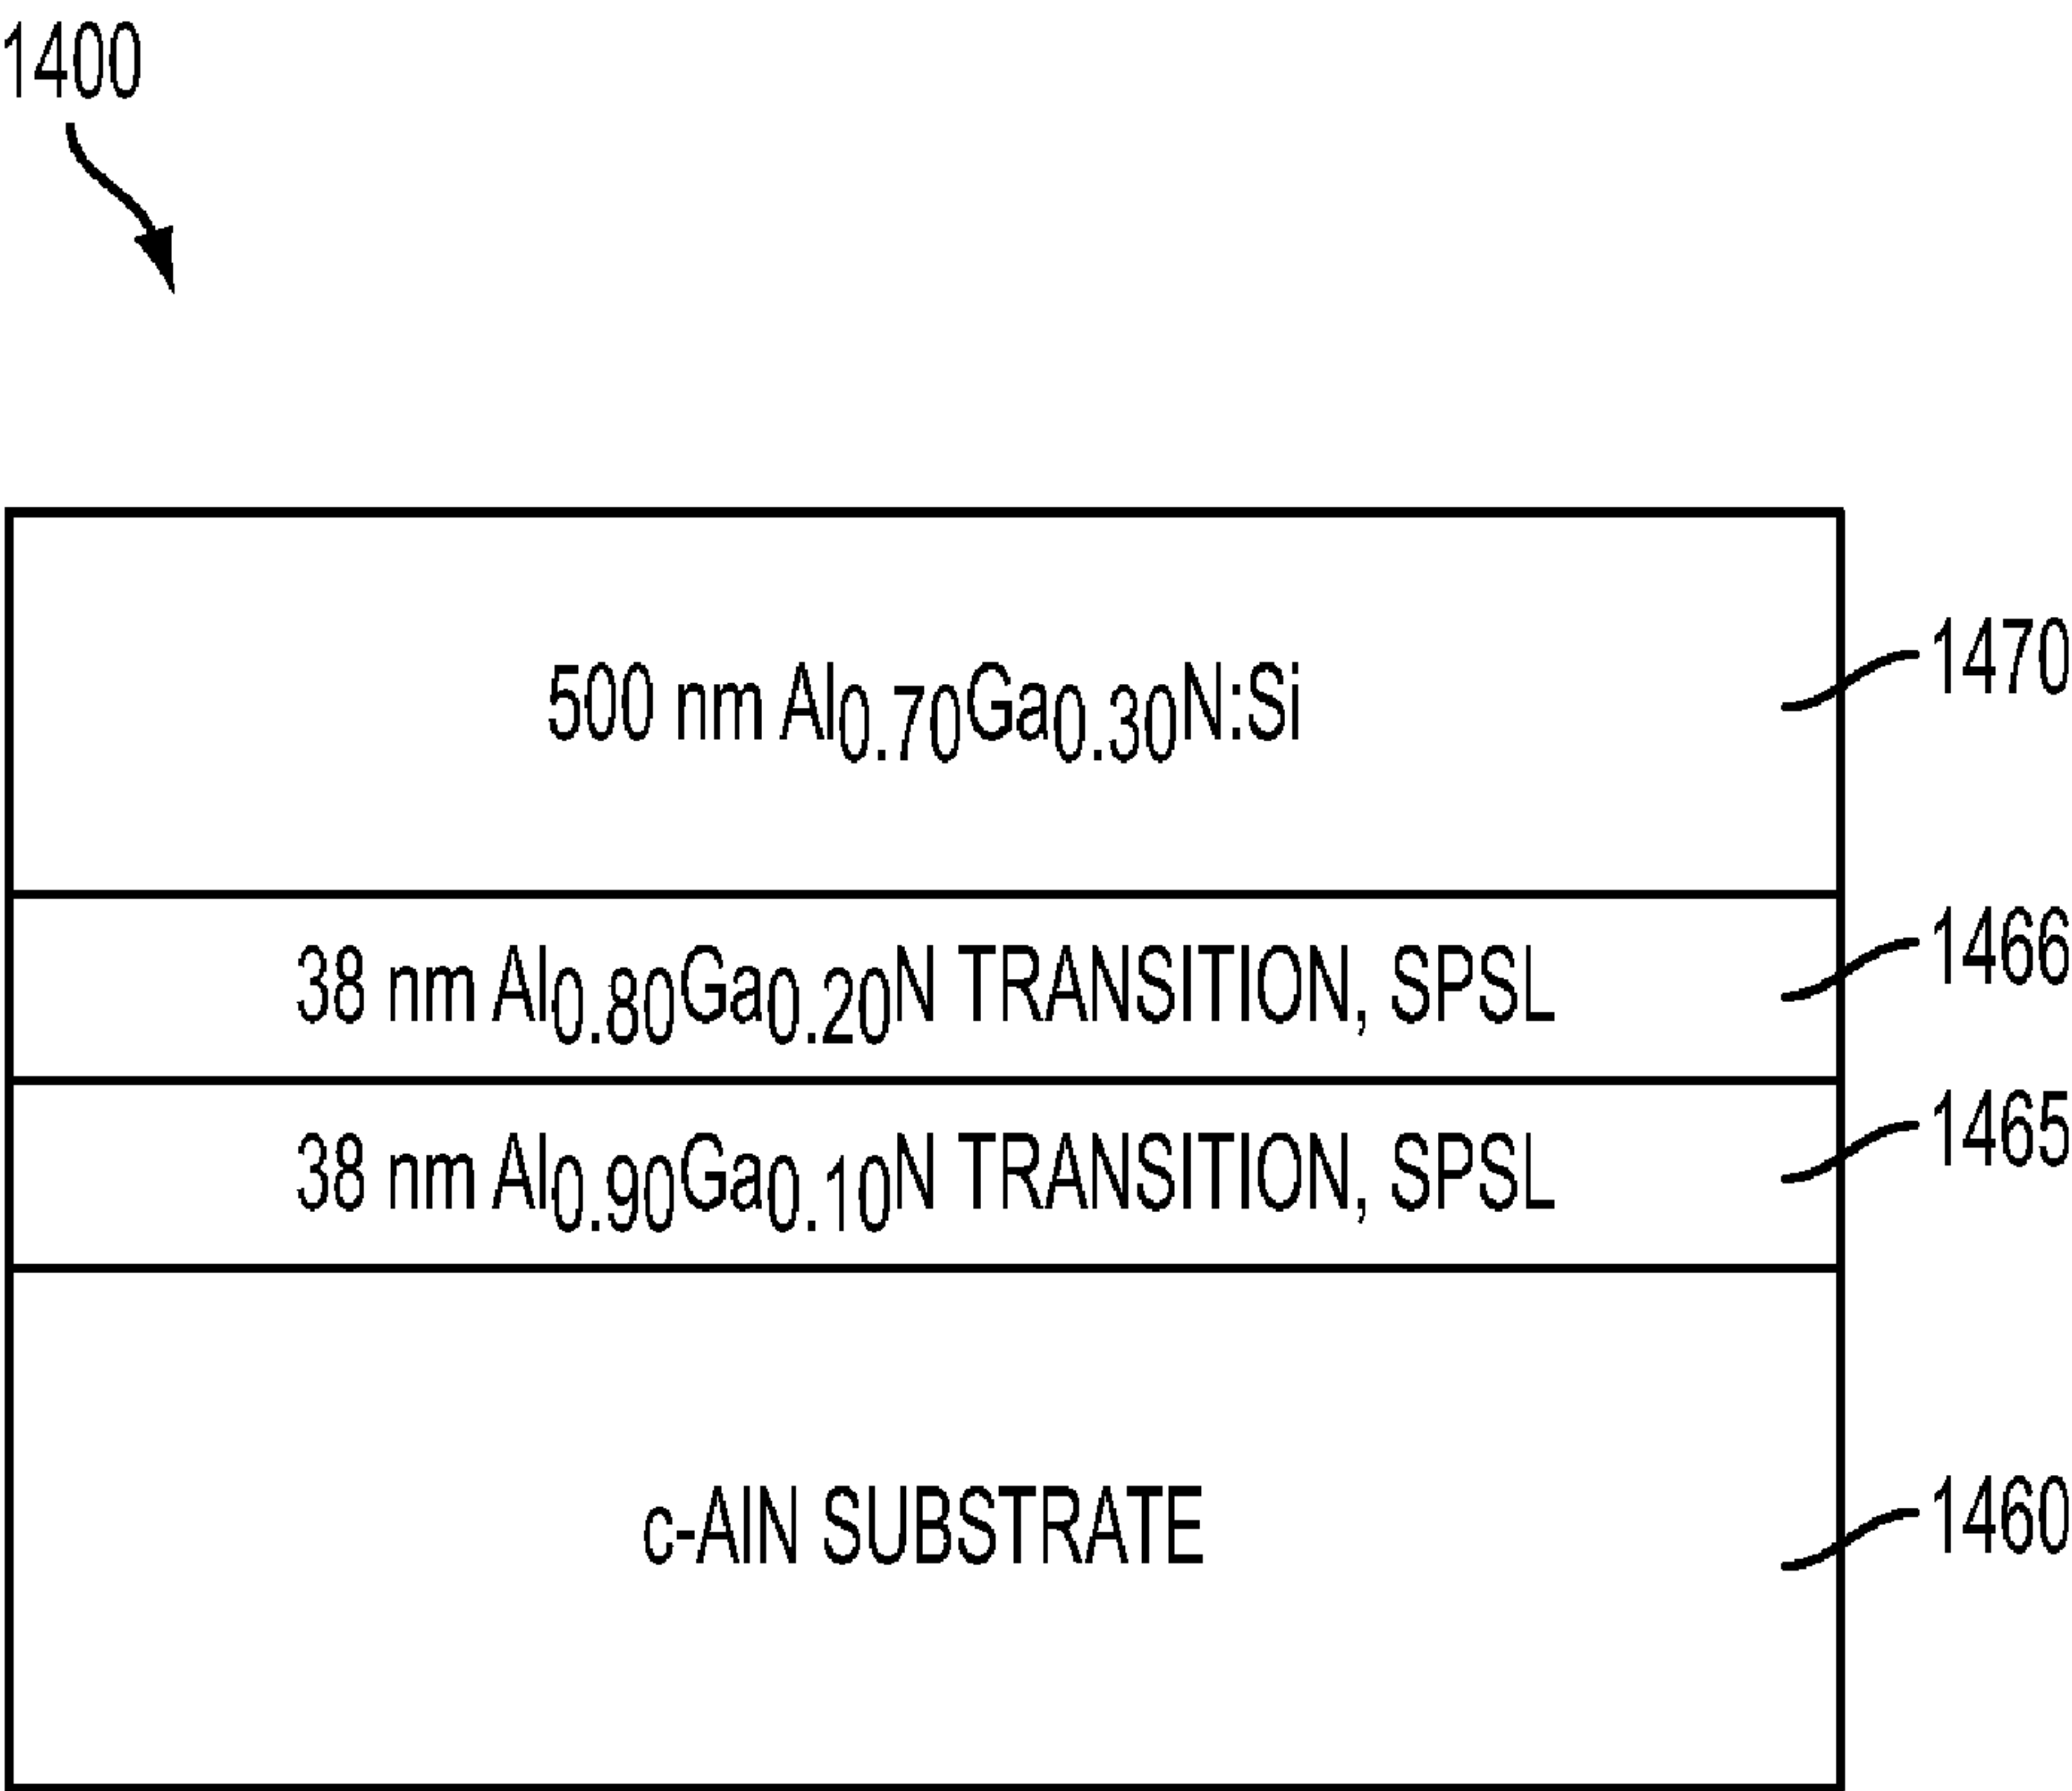 1400
500 nm Al0.70Ga0.30N:Si
1470
38 nm Al0.80Ga0.20N TRANSITION, SPSL
1466
38 nm Al0.90Ga0.10N TRANSITION, SPSL
1465
c-AlN SUBSTRATE
1460